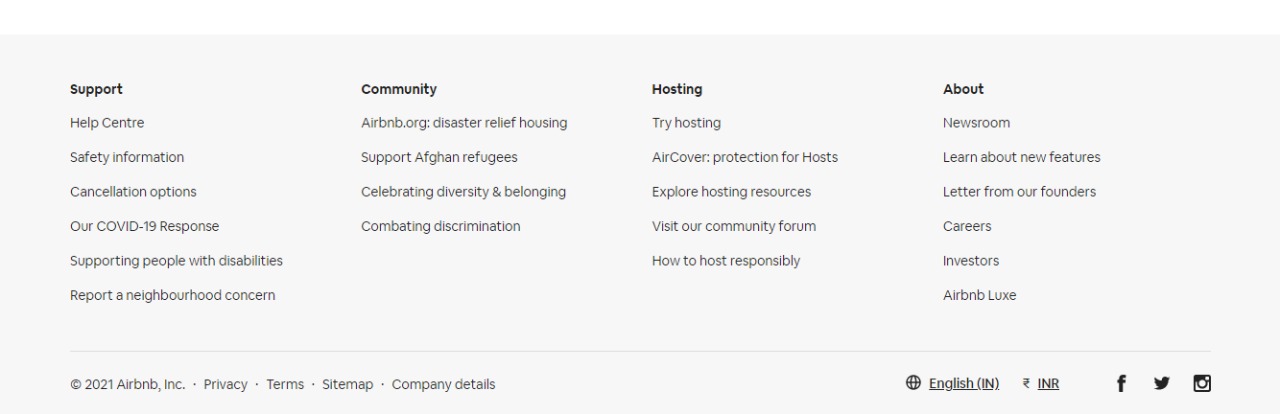 Support
Help Centre
Safety information
Cancellation options
Our COVID-19 Response
Supporting people with disabilities
Report a neighbourhood concern
Community
Airbnb.org: disaster relief housing
Support Afghan refugees
Celebrating diversity & belonging
Combating discrimination
Hosting
Try hosting
AirCover: protection for Hosts
Explore hosting resources
Visit our community forum
How to host responsibly
About
Newsroom
Learn about new features
Letter from our founders
Careers
Investors
Airbnb Luxe
© 2021 Airbnb, Inc. · Privacy · Terms · Sitemap · Company details
English (IN) ₹ INR